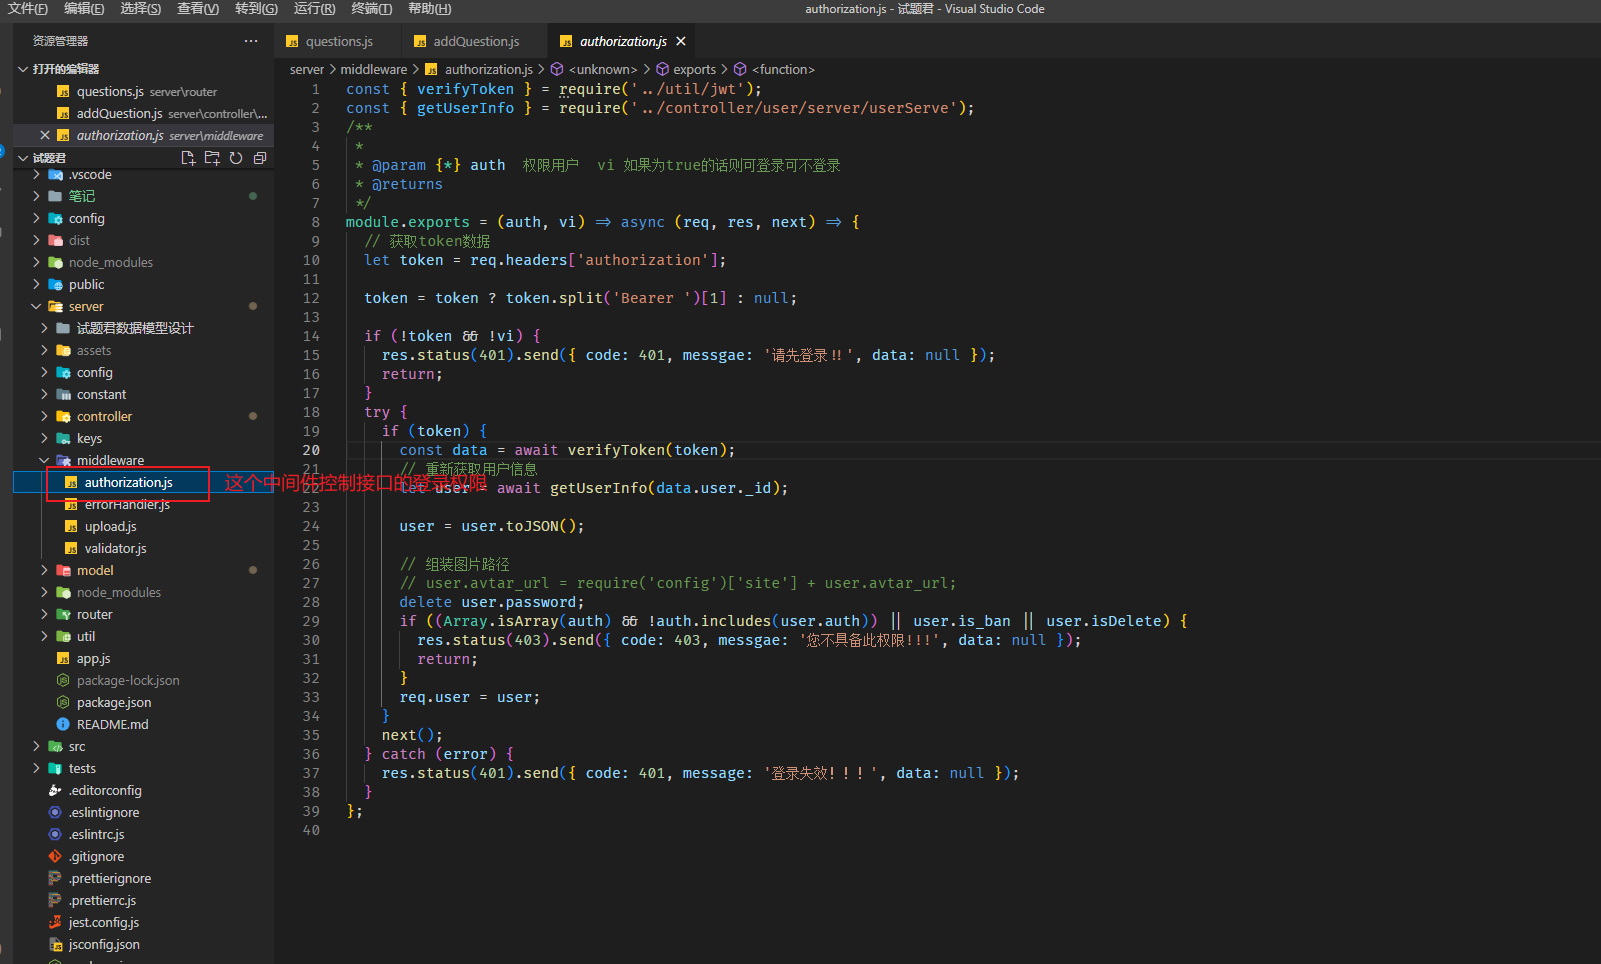 文件(F) 编辑(E) 选择(S) 查看(V) 转到(G) 运行(R) 终端(T) 帮助(H)
authorization.js - 试题君 - Visual Studio Code
资源管理器 ···
打开的编辑器
questions.js server\router
addQuestion.js server\controller\...
authorization.js server\middleware
试题君
.vscode
笔记
config
dist
node_modules
public
server
试题君数据模型设计
assets
config
constant
controller
keys
middleware
authorization.js
errorHandler.js
upload.js
validator.js
model
node_modules
router
util
app.js
package-lock.json
package.json
README.md
src
tests
.editorconfig
.eslintignore
.eslintrc.js
.gitignore
.prettierignore
.prettierrc.js
jest.config.js
jsconfig.json
这个中间件控制接口的登录权限
questions.js addQuestion.js authorization.js
server > middleware > authorization.js > <unknown> > exports > <function>
1 const { verifyToken } = require('../util/jwt');
2 const { getUserInfo } = require('../controller/user/server/userServe');
3 /**
4 *
5 * @param {*} auth 权限用户 vi 如果为true的话则可登录可不登录
6 * @returns
7 */
8 module.exports = (auth, vi) => async (req, res, next) => {
9 // 获取token数据
10 let token = req.headers['authorization'];
11
12 token = token ? token.split('Bearer ')[1] : null;
13
14 if (!token && !vi) {
15 res.status(401).send({ code: 401, messgae: '请先登录!!', data: null });
16 return;
17 }
18 try {
19 if (token) {
20 const data = await verifyToken(token);
21 // 重新获取用户信息
22 let user = await getUserInfo(data.user._id);
23
24 user = user.toJSON();
25
26 // 组装图片路径
27 // user.avtar_url = require('config')['site'] + user.avtar_url;
28 delete user.password;
29 if ((Array.isArray(auth) && !auth.includes(user.auth)) || user.is_ban || user.isDelete) {
30 res.status(403).send({ code: 403, messgae: '您不具备此权限!!!', data: null });
31 return;
32 }
33 req.user = user;
34 }
35 next();
36 } catch (error) {
37 res.status(401).send({ code: 401, message: '登录失效！！！', data: null });
38 }
39 };
40